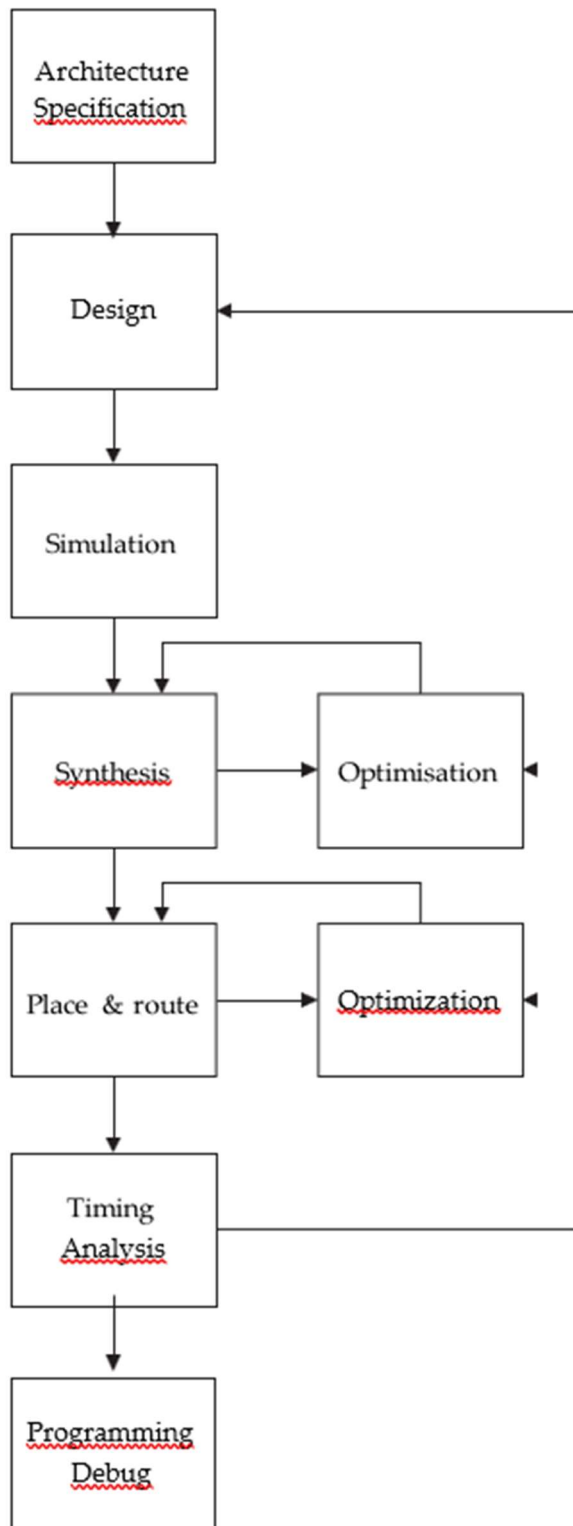 Architecture
Specification
Design
Simulation
Synthesis
Optimisation
Place & route
Optimization
Timing
Analysis
Programming
Debug